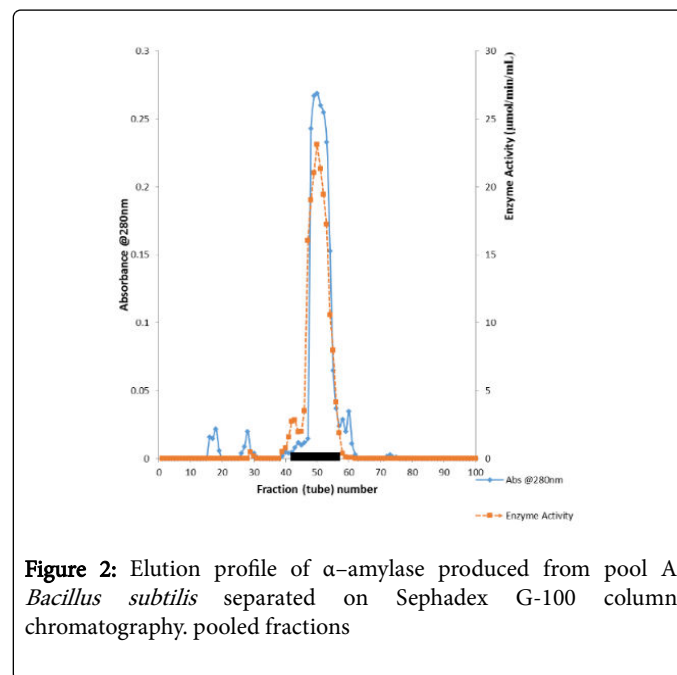 0.3
0.25
0.2
0.15
0.1
0.05
0
Absorbance @280nm
30
25
20
15
10
5
0
Enzyme Activity (µmol/min/mL)
0 10 20 30 40 50 60 70 80 90 100
Fraction (tube) number
Abs @280nm
Enzyme Activity
Figure 2: Elution profile of α–amylase produced from pool A
Bacillus subtilis separated on Sephadex G-100 column
chromatography. pooled fractions